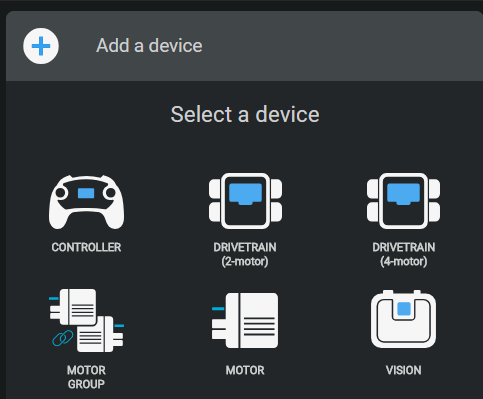 Add a device
Select a device
CONTROLLER
DRIVETRAIN
(2-motor)
DRIVETRAIN
(4-motor)
MOTOR
GROUP
MOTOR
VISION